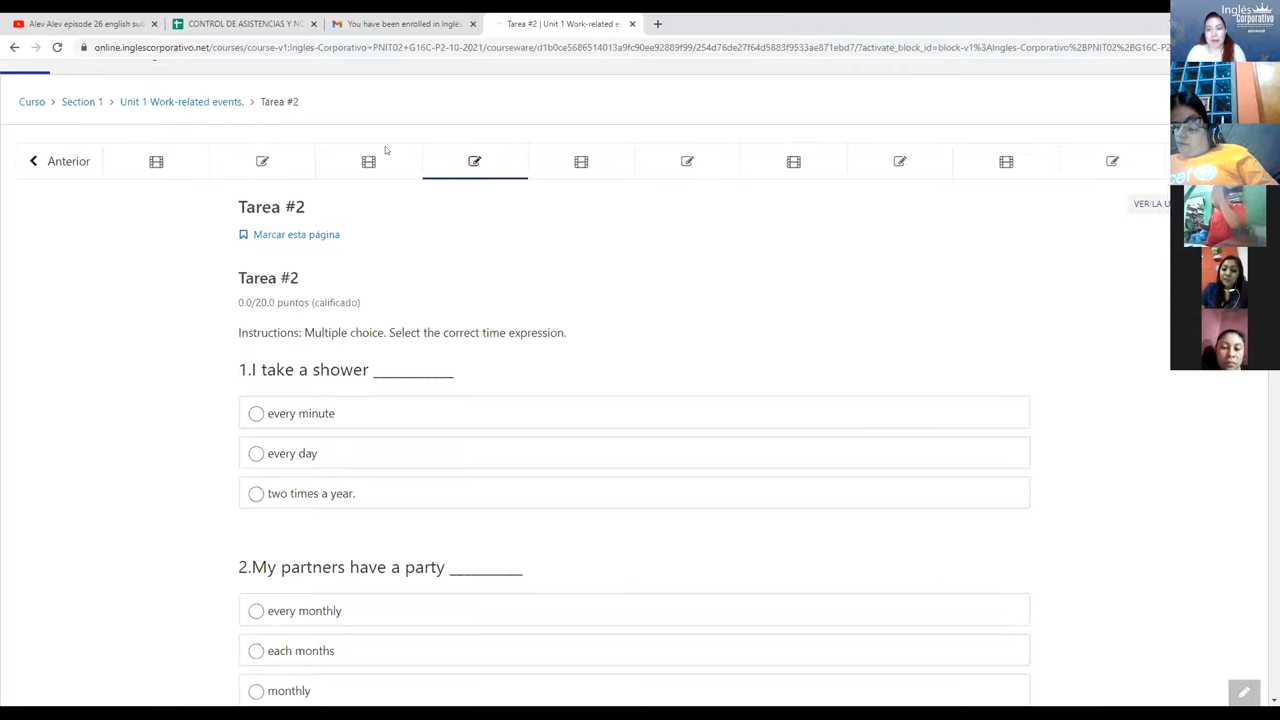 Alev Alev episode 26 english sub
CONTROL DE ASISTENCIAS Y NO
You have been enrolled in Inglés
Tarea #2 | Unit 1 Work-related e
online.inglescorporativo.net/courses/course-v1:Ingles-Corporativo+PNIT02+G16C-P2-10-2021/courseware/d1b0ce5686514013a9fc90ee92889f99/254d76de27f64d5883f9533ae871ebd7/?activate_block_id=block-v1%3AIngles-Corporativo%2BPNIT02%2BG16C-P2
Inglés
Corporativo
Curso > Section 1 > Unit 1 Work-related events. > Tarea #2
Anterior
Tarea #2
VER LA U
Marcar esta página
Tarea #2
0.0/20.0 puntos (calificado)
Instructions: Multiple choice. Select the correct time expression.
1.I take a shower ___________
every minute
every day
two times a year.
2.My partners have a party __________
every monthly
each months
monthly